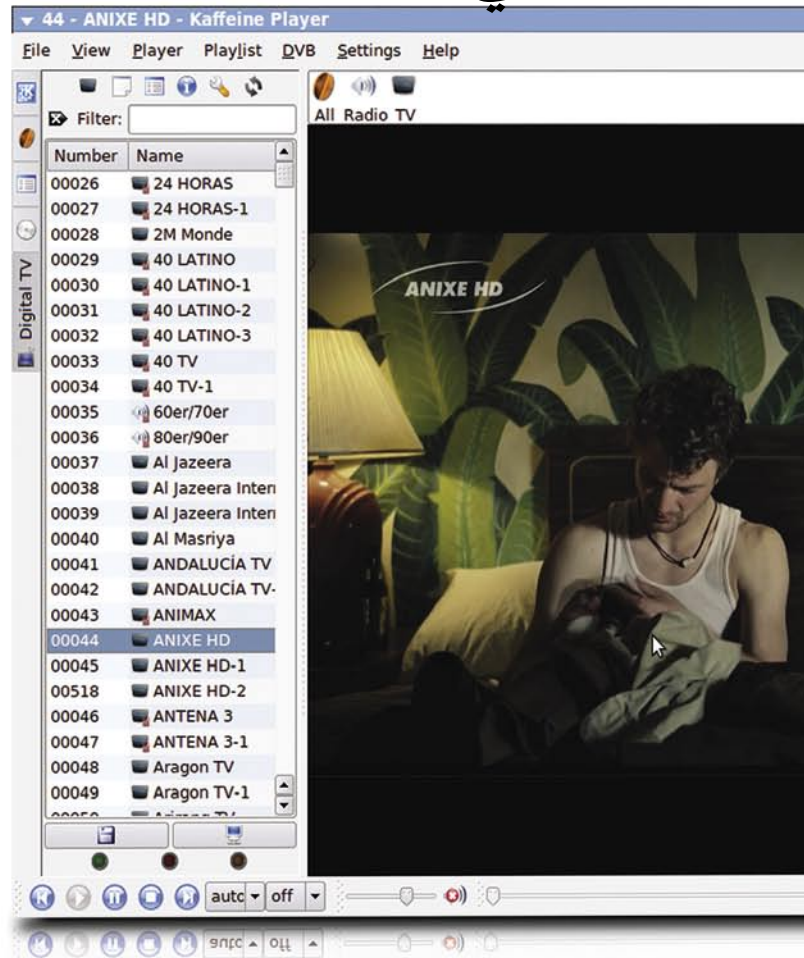 44 - ANIXE HD - Kaffeine Player
File View Player Playlist DVB Settings Help
All Radio TV
Filter:
Digital TV
Number Name
00026 24 HORAS
00027 24 HORAS-1
00028 2M Monde
00029 40 LATINO
00030 40 LATINO-1
00031 40 LATINO-2
00032 40 LATINO-3
00033 40 TV
00034 40 TV-1
00035 60er/70er
00036 80er/90er
00037 Al Jazeera
00038 Al Jazeera Intern
00039 Al Jazeera Intern
00040 Al Masriya
00041 ANDALUCÍA TV
00042 ANDALUCÍA TV-
00043 ANIMAX
00044 ANIXE HD
00045 ANIXE HD-1
00518 ANIXE HD-2
00046 ANTENA 3
00047 ANTENA 3-1
00048 Aragon TV
00049 Aragon TV-1
ANIXE HD
auto off